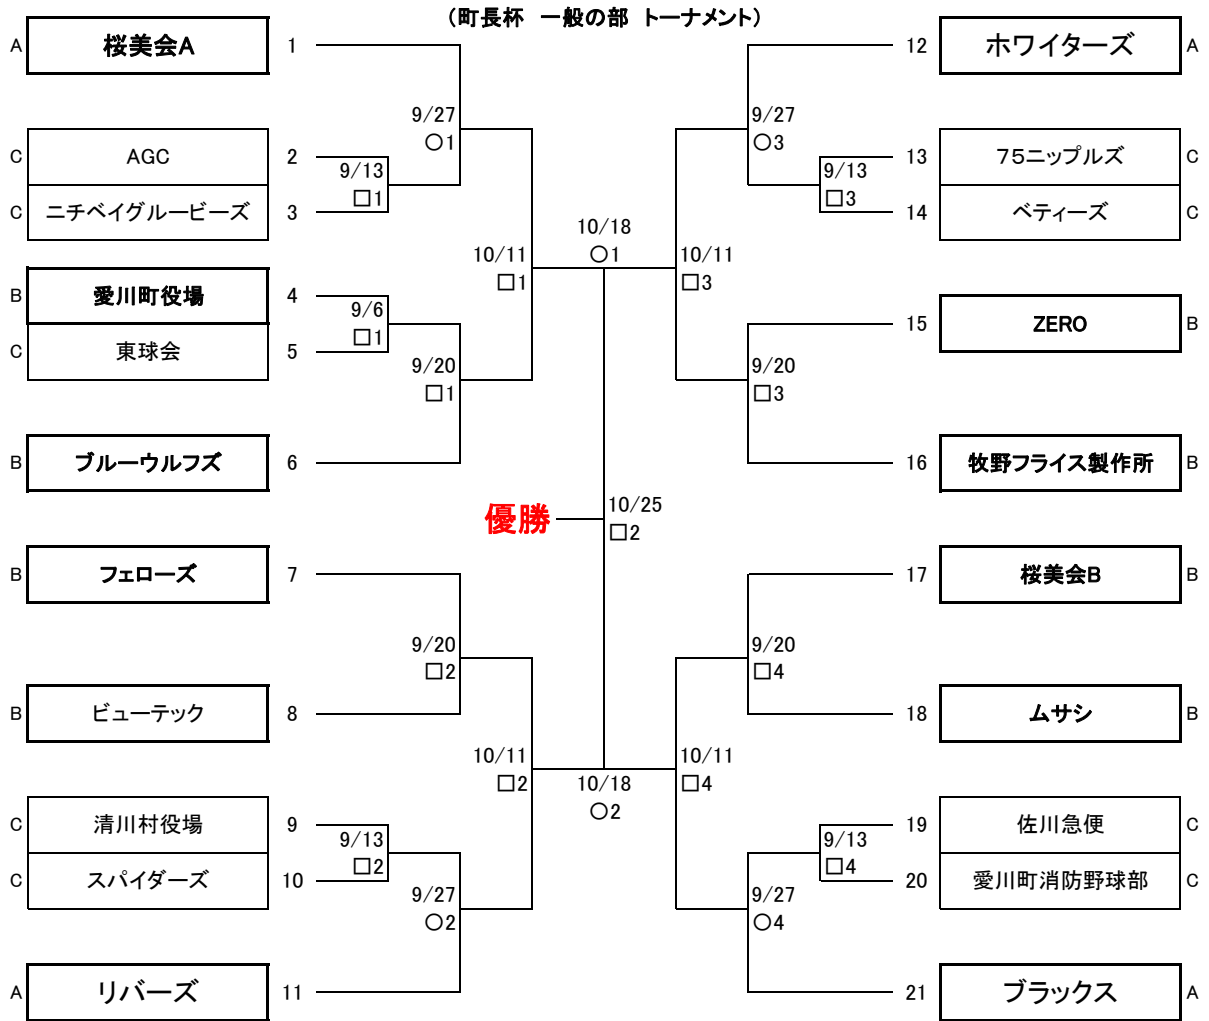 (町長杯 一般の部 トーナメント)
A 桜美会A 1
9/27
○1
C AGC 2
9/13
□1
C ニチベイグルービーズ 3
10/11
□1
B 愛川町役場 4
9/6
□1
C 東球会 5
9/20
□1
B ブルーウルフズ 6
B フェローズ 7
9/20
□2
B ビューテック 8
10/11
□2
C 清川村役場 9
9/13
□2
C スパイダーズ 10
9/27
○2
A リバーズ 11
10/18
○1
優勝
10/25
□2
10/18
○2
12 ホワイターズ A
9/27
○3
13 75ニップルズ C
9/13
□3
14 ベティーズ C
10/11
□3
15 ZERO B
9/20
□3
16 牧野フライス製作所 B
17 桜美会B B
9/20
□4
18 ムサシ B
10/11
□4
19 佐川急便 C
9/13
□4
20 愛川町消防野球部 C
9/27
○4
21 ブラックス A